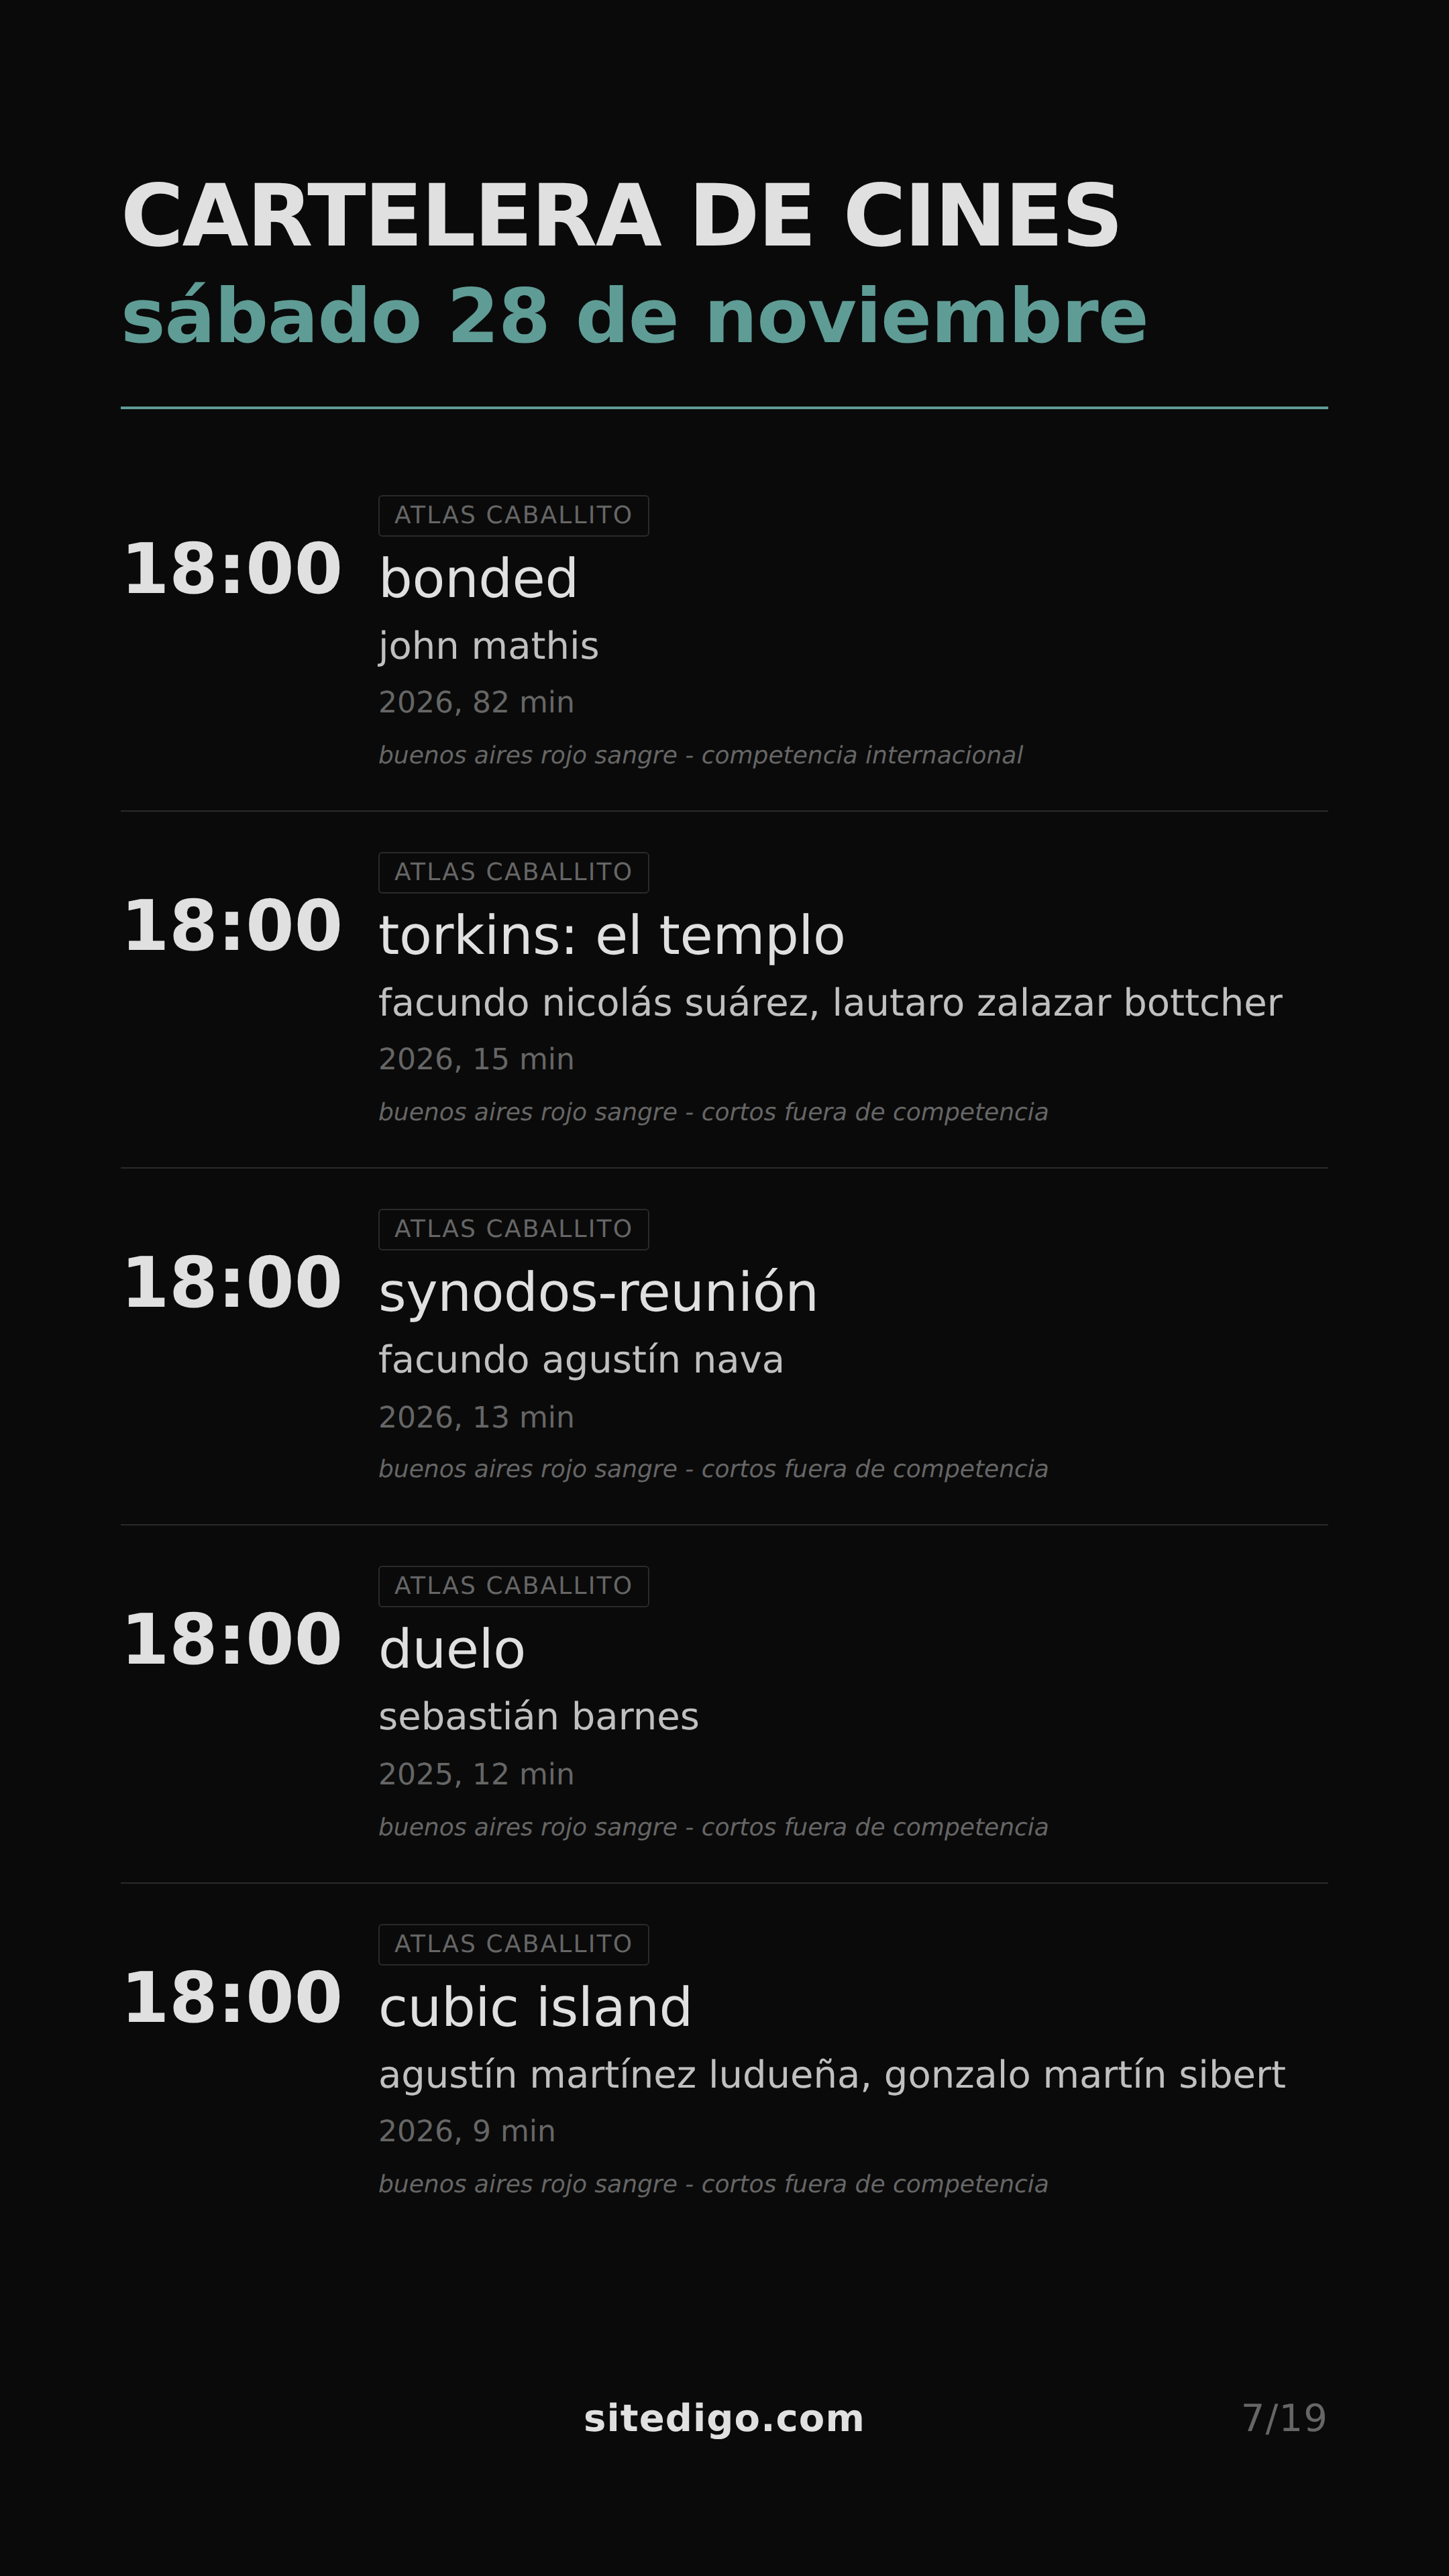 CARTELERA DE CINES
sábado 28 de noviembre
ATLAS CABALLITO
18:00
bonded
john mathis
2026, 82 min
buenos aires rojo sangre - competencia internacional
ATLAS CABALLITO
18:00
torkins: el templo
facundo nicolás suárez, lautaro zalazar bottcher
2026, 15 min
buenos aires rojo sangre - cortos fuera de competencia
ATLAS CABALLITO
18:00
synodos-reunión
facundo agustín nava
2026, 13 min
buenos aires rojo sangre - cortos fuera de competencia
ATLAS CABALLITO
18:00
duelo
sebastián barnes
2025, 12 min
buenos aires rojo sangre - cortos fuera de competencia
ATLAS CABALLITO
18:00
cubic island
agustín martínez ludueña, gonzalo martín sibert
2026, 9 min
buenos aires rojo sangre - cortos fuera de competencia
sitedigo.com
7/19